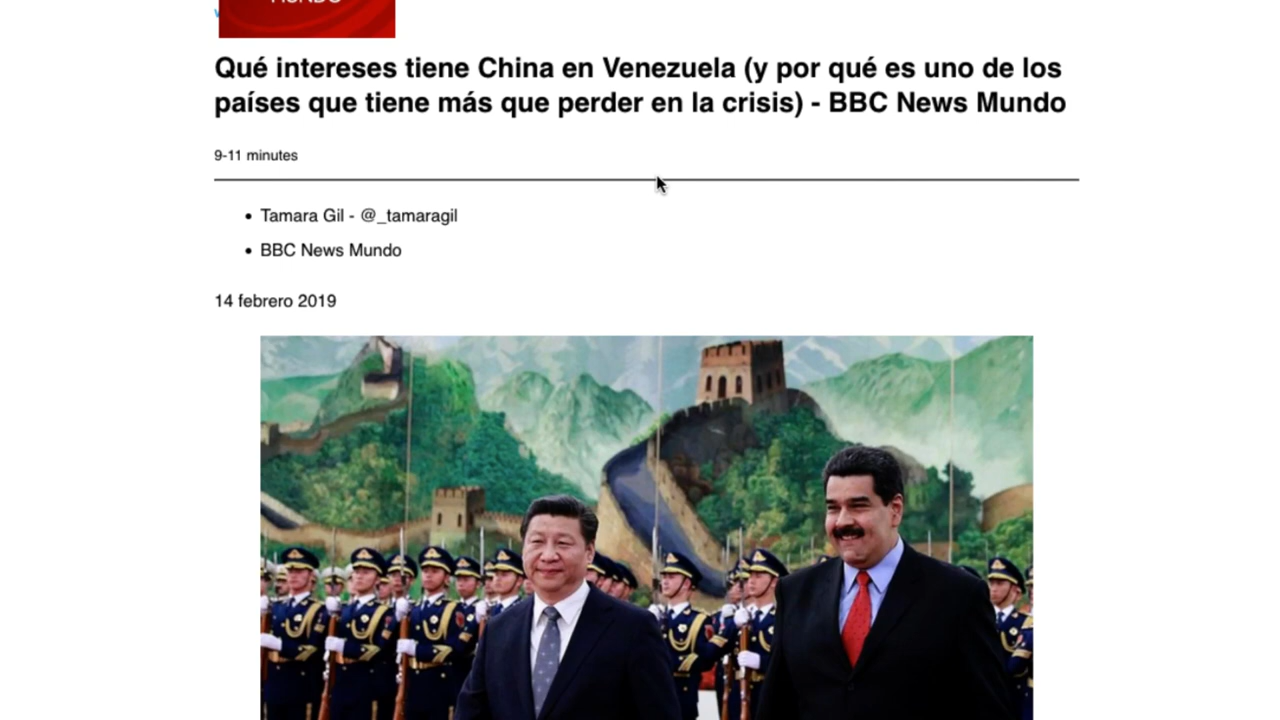 MUNDO
Qué intereses tiene China en Venezuela (y por qué es uno de los
países que tiene más que perder en la crisis) - BBC News Mundo
9-11 minutes
Tamara Gil - @_tamaragil
BBC News Mundo
14 febrero 2019